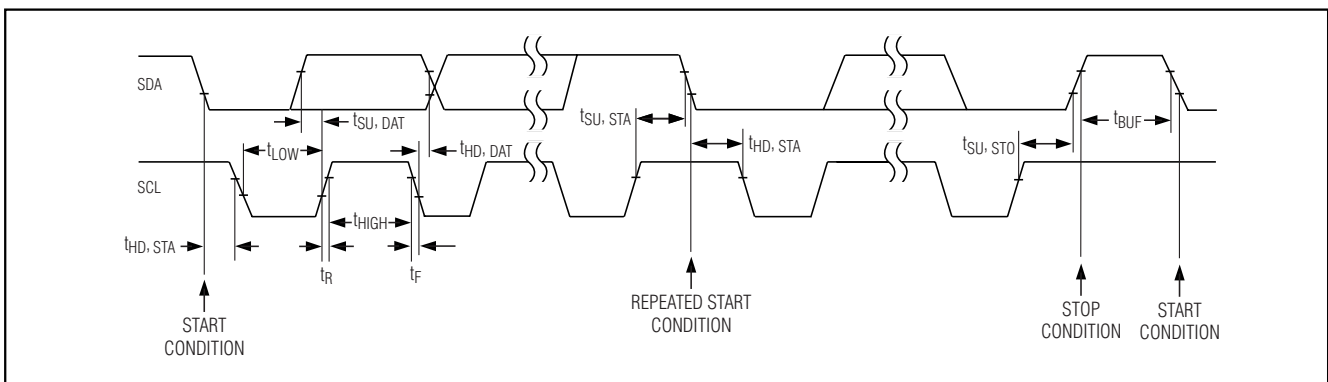 SDA
tSU, DAT
tSU, STA
tBUF
tLOW
tHD, DAT
tHD, STA
tSU, STO
SCL
tHIGH
tHD, STA
tR
tF
START
CONDITION
REPEATED START
CONDITION
STOP
CONDITION
START
CONDITION